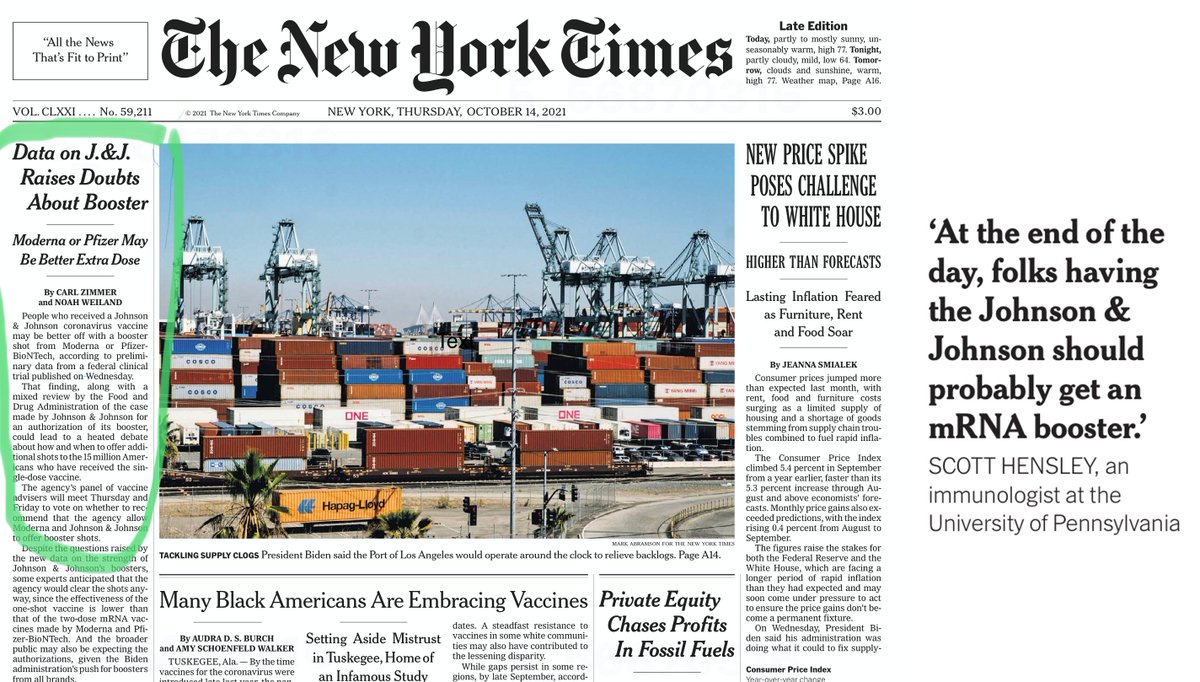 “All the News
That’s Fit to Print”
The New York Times
Late Edition
Today, partly to mostly sunny, un-
seasonably warm, high 77. Tonight,
partly cloudy, mild, low 64. Tomor-
row, clouds and sunshine, warm,
high 77. Weather map, Page A16.
VOL. CLXXI .... No. 59,211
© 2021 The New York Times Company
NEW YORK, THURSDAY, OCTOBER 14, 2021
$3.00
Data on J.&J.
Raises Doubts
About Booster
Moderna or Pfizer May
Be Better Extra Dose
By CARL ZIMMER
and NOAH WEILAND
People who received a Johnson
& Johnson coronavirus vaccine
may be better off with a booster
shot from Moderna or Pfizer-
BioNTech, according to prelimi-
nary data from a federal clinical
trial published on Wednesday.
That finding, along with a
mixed review by the Food and
Drug Administration of the case
made by Johnson & Johnson for
an authorization of its booster,
could lead to a heated debate
about how and when to offer addi-
tional shots to the 15 million Amer-
icans who have received the sin-
gle-dose vaccine.
The agency’s panel of vaccine
advisers will meet Thursday and
Friday to vote on whether to rec-
ommend that the agency allow
Moderna and Johnson & Johnson
to offer booster shots.
Despite the questions raised by
the new data on the strength of
Johnson & Johnson’s boosters,
some experts anticipated that the
agency would clear the shots any-
way, since the effectiveness of the
one-shot vaccine is lower than
that of the two-dose mRNA vac-
cines made by Moderna and Pfi-
zer-BioNTech. And the broader
public may also be expecting the
authorizations, given the Biden
administration’s push for boosters
from all brands.
Text
COSCO
COSCO
COSCO
COSCO
ONE
ONE
YANG MING
Hapag-Lloyd
MARK ABRAMSON FOR THE NEW YORK TIMES
TACKLING SUPPLY CLOGS President Biden said the Port of Los Angeles would operate around the clock to relieve backlogs. Page A14.
Many Black Americans Are Embracing Vaccines
By AUDRA D. S. BURCH
and AMY SCHOENFELD WALKER
TUSKEGEE, Ala. — By the time
vaccines for the coronavirus were
introduced late last year, the pan-
Setting Aside Mistrust
in Tuskegee, Home of
an Infamous Study
dates. A steadfast resistance to
vaccines in some white communi-
ties may also have contributed to
the lessening disparity.
While gaps persist in some re-
gions, by late September, accord-
Private Equity
Chases Profits
In Fossil Fuels
NEW PRICE SPIKE
POSES CHALLENGE
TO WHITE HOUSE
HIGHER THAN FORECASTS
Lasting Inflation Feared
as Furniture, Rent
and Food Soar
By JEANNA SMIALEK
Consumer prices jumped more
than expected last month, with
rent, food and furniture costs
surging as a limited supply of
housing and a shortage of goods
stemming from supply chain trou-
bles combined to fuel rapid infla-
tion.
The Consumer Price Index
climbed 5.4 percent in September
from a year earlier, faster than its
5.3 percent increase through Au-
gust and above economists’ fore-
casts. Monthly price gains also ex-
ceeded predictions, with the index
rising 0.4 percent from August to
September.
The figures raise the stakes for
both the Federal Reserve and the
White House, which are facing a
longer period of rapid inflation
than they had expected and may
soon come under pressure to act
to ensure the price gains don’t be-
come a permanent fixture.
On Wednesday, President Bi-
den said his administration was
doing what it could to fix supply-
Consumer Price Index
Year-over-year change
‘At the end of the
day, folks having
the Johnson &
Johnson should
probably get an
mRNA booster.’
SCOTT HENSLEY, an
immunologist at the
University of Pennsylvania